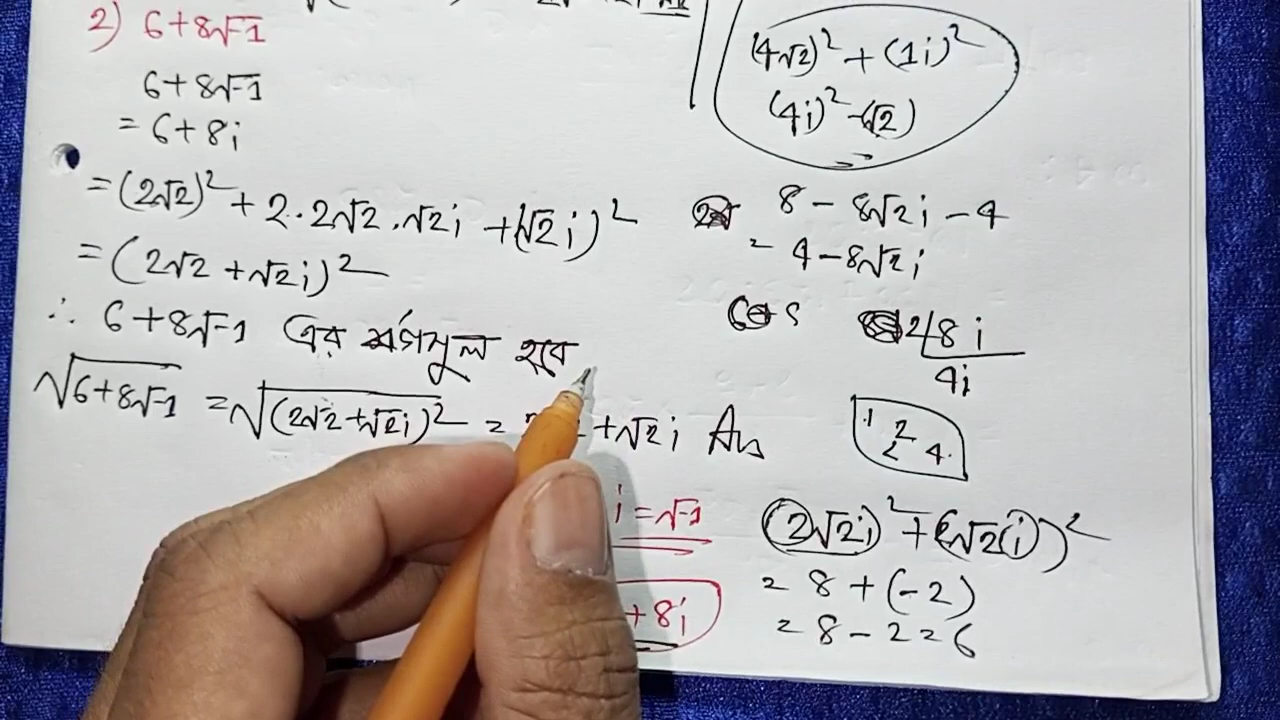 2) 6+8√-1
6+8√-1
= 6+8i
= (2√2)² + 2·2√2·√2i + (√2i)²
= (2√2 + √2i)²
∴ 6+8√-1 এর বর্গমূল হবে
√6+8√-1 = √(2√2+√2i)² = +√2i Ans
i = √-1
+8i
(4√2)² + (1i)²
(4i)² - (√2)
8 - 8√2i - 4
= 4 - 8√2i
2/8i
4i
1 2
2 4.
(2√2i)² + (√2(i))²
= 8 + (-2)
= 8 - 2 = 6